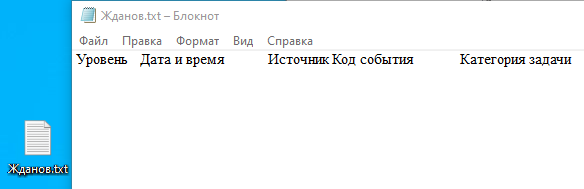 Жданов.txt – Блокнот
Файл Правка Формат Вид Справка
Уровень Дата и время Источник Код события Категория задачи
Жданов.txt